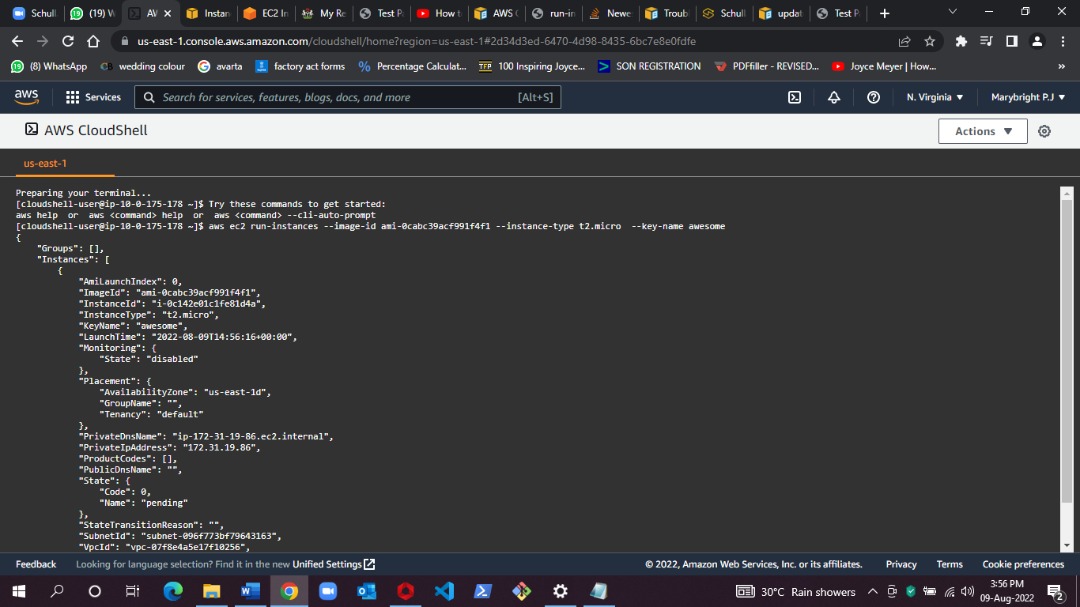 Schull
(19) W
AV
Instan
EC2 In
My Re
Test Pa
How t
AWS C
run-in
Newe
Troub
Schull
updat
Test P
us-east-1.console.aws.amazon.com/cloudshell/home?region=us-east-1#2d34d3ed-6470-4d98-8435-6bc7e8e0fdfe
(8) WhatsApp
wedding colour
avarta
factory act forms
Percentage Calculat...
100 Inspiring Joyce...
SON REGISTRATION
PDFfiller - REVISED...
Joyce Meyer | How...
»
aws
Services
Search for services, features, blogs, docs, and more [Alt+S]
N. Virginia ▼
Marybright P.J ▼
AWS CloudShell
Actions ▼
us-east-1
Preparing your terminal...
[cloudshell-user@ip-10-0-175-178 ~]$ Try these commands to get started:
aws help  or  aws <command> help  or  aws <command> --cli-auto-prompt
[cloudshell-user@ip-10-0-175-178 ~]$ aws ec2 run-instances --image-id ami-0cabc39acf991f4f1 --instance-type t2.micro  --key-name awesome
{
"Groups": [],
"Instances": [
{
"AmiLaunchIndex": 0,
"ImageId": "ami-0cabc39acf991f4f1",
"InstanceId": "i-0c142e01c1fe81d4a",
"InstanceType": "t2.micro",
"KeyName": "awesome",
"LaunchTime": "2022-08-09T14:56:16+00:00",
"Monitoring": {
"State": "disabled"
},
"Placement": {
"AvailabilityZone": "us-east-1d",
"GroupName": "",
"Tenancy": "default"
},
"PrivateDnsName": "ip-172-31-19-86.ec2.internal",
"PrivateIpAddress": "172.31.19.86",
"ProductCodes": [],
"PublicDnsName": "",
"State": {
"Code": 0,
"Name": "pending"
},
"StateTransitionReason": "",
"SubnetId": "subnet-096f773bf79643163",
"VpcId": "vpc-07f8e4a5e17f10256",
Feedback
Looking for language selection? Find it in the new Unified Settings
© 2022, Amazon Web Services, Inc. or its affiliates.
Privacy
Terms
Cookie preferences
30°C Rain showers
3:56 PM
09-Aug-2022
2